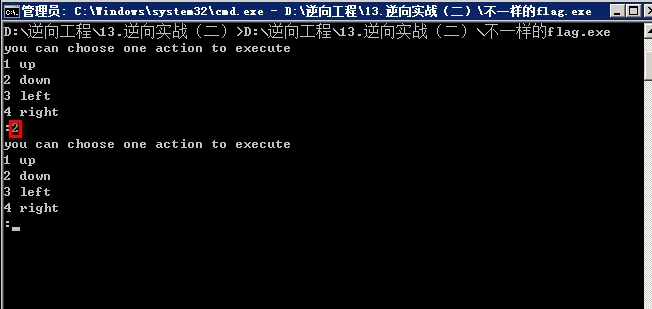 管理员: C:\Windows\system32\cmd.exe - D:\逆向工程\13.逆向实战（二）\不一样的flag.exe
D:\逆向工程\13.逆向实战（二）>D:\逆向工程\13.逆向实战（二）\不一样的flag.exe
you can choose one action to execute
1 up
2 down
3 left
4 right
:2
you can choose one action to execute
1 up
2 down
3 left
4 right
:_